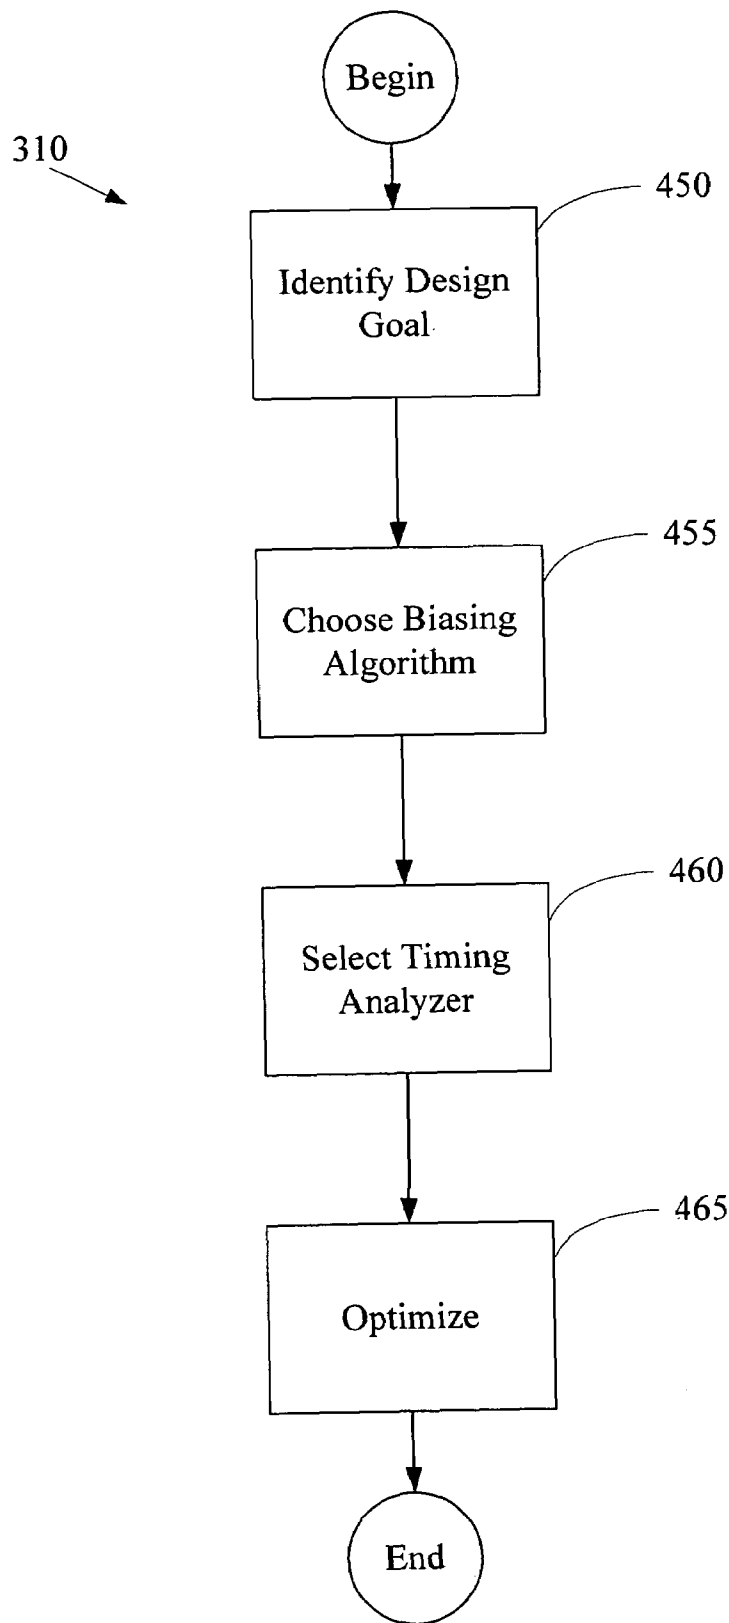 Begin
310
450
Identify Design
Goal
455
Choose Biasing
Algorithm
460
Select Timing
Analyzer
465
Optimize
End